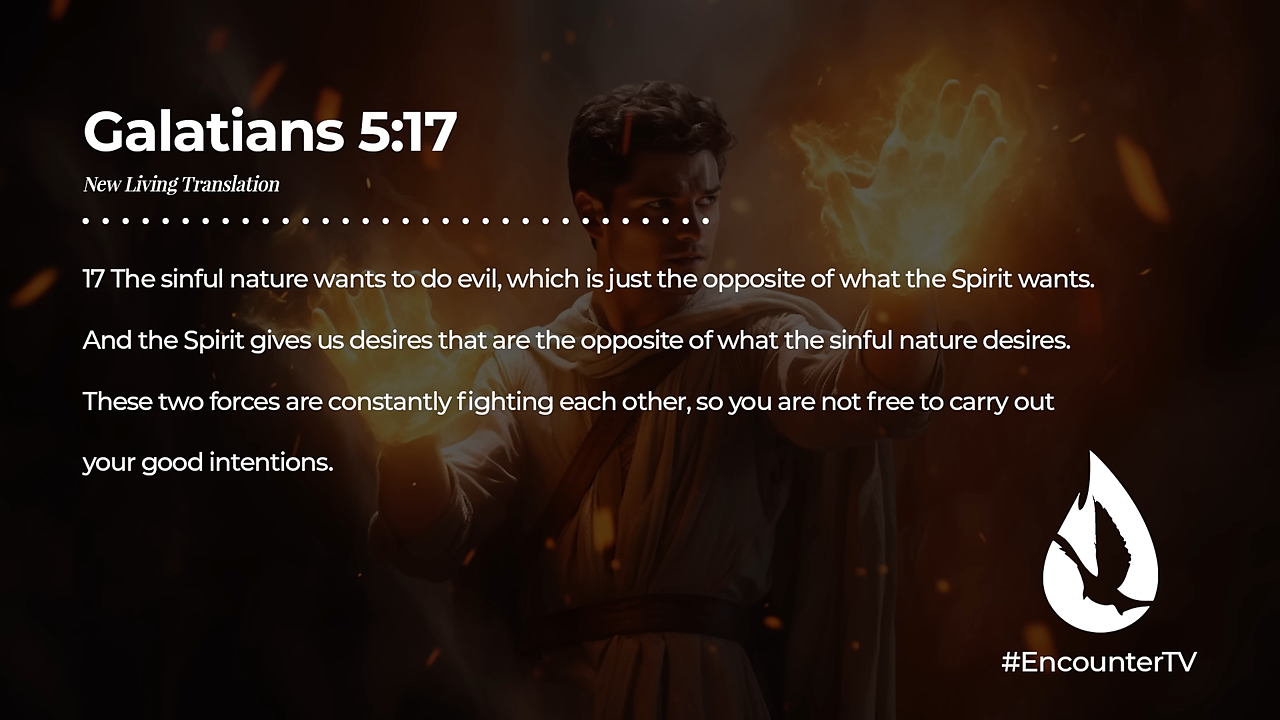 Galatians 5:17
New Living Translation
17 The sinful nature wants to do evil, which is just the opposite of what the Spirit wants.
And the Spirit gives us desires that are the opposite of what the sinful nature desires.
These two forces are constantly fighting each other, so you are not free to carry out
your good intentions.
#EncounterTV